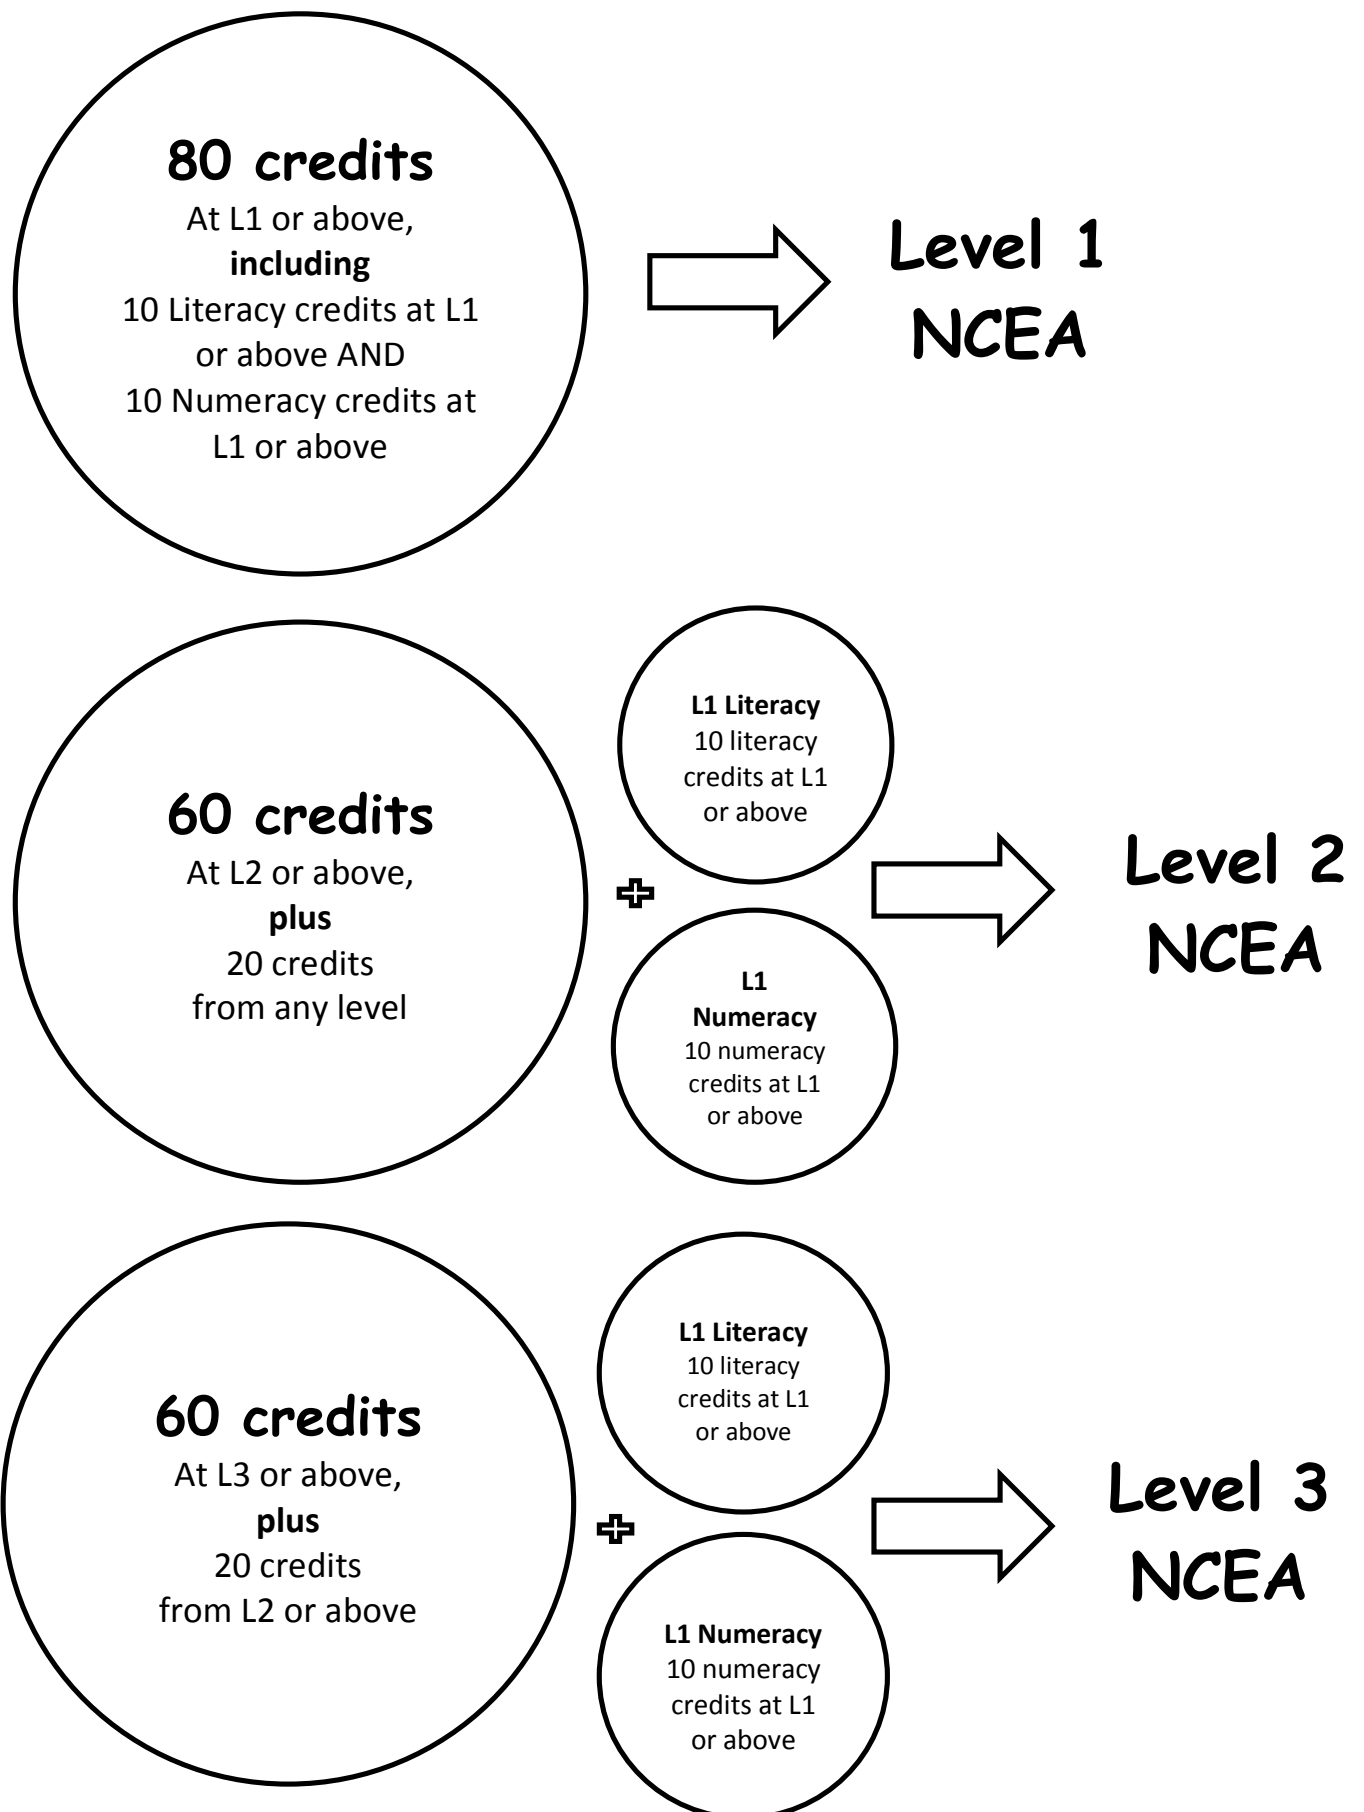 80 credits
At L1 or above,
including
10 Literacy credits at L1
or above AND
10 Numeracy credits at
L1 or above
Level 1
NCEA
60 credits
At L2 or above,
plus
20 credits
from any level
L1 Literacy
10 literacy
credits at L1
or above
L1
Numeracy
10 numeracy
credits at L1
or above
Level 2
NCEA
60 credits
At L3 or above,
plus
20 credits
from L2 or above
L1 Literacy
10 literacy
credits at L1
or above
L1 Numeracy
10 numeracy
credits at L1
or above
Level 3
NCEA